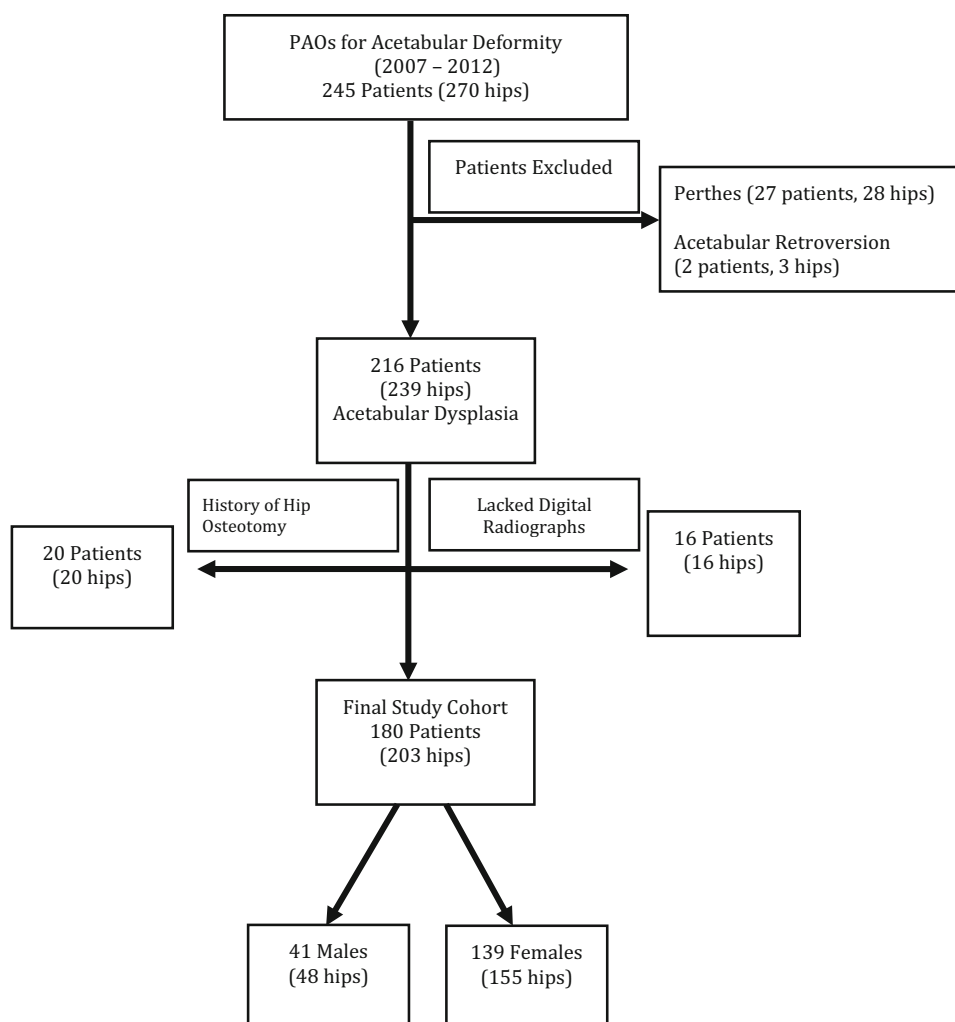 PAOs for Acetabular Deformity
(2007 – 2012)
245 Patients (270 hips)
Patients Excluded
Perthes (27 patients, 28 hips)
Acetabular Retroversion
(2 patients, 3 hips)
216 Patients
(239 hips)
Acetabular Dysplasia
History of Hip
Osteotomy
Lacked Digital
Radiographs
20 Patients
(20 hips)
16 Patients
(16 hips)
Final Study Cohort
180 Patients
(203 hips)
41 Males
(48 hips)
139 Females
(155 hips)